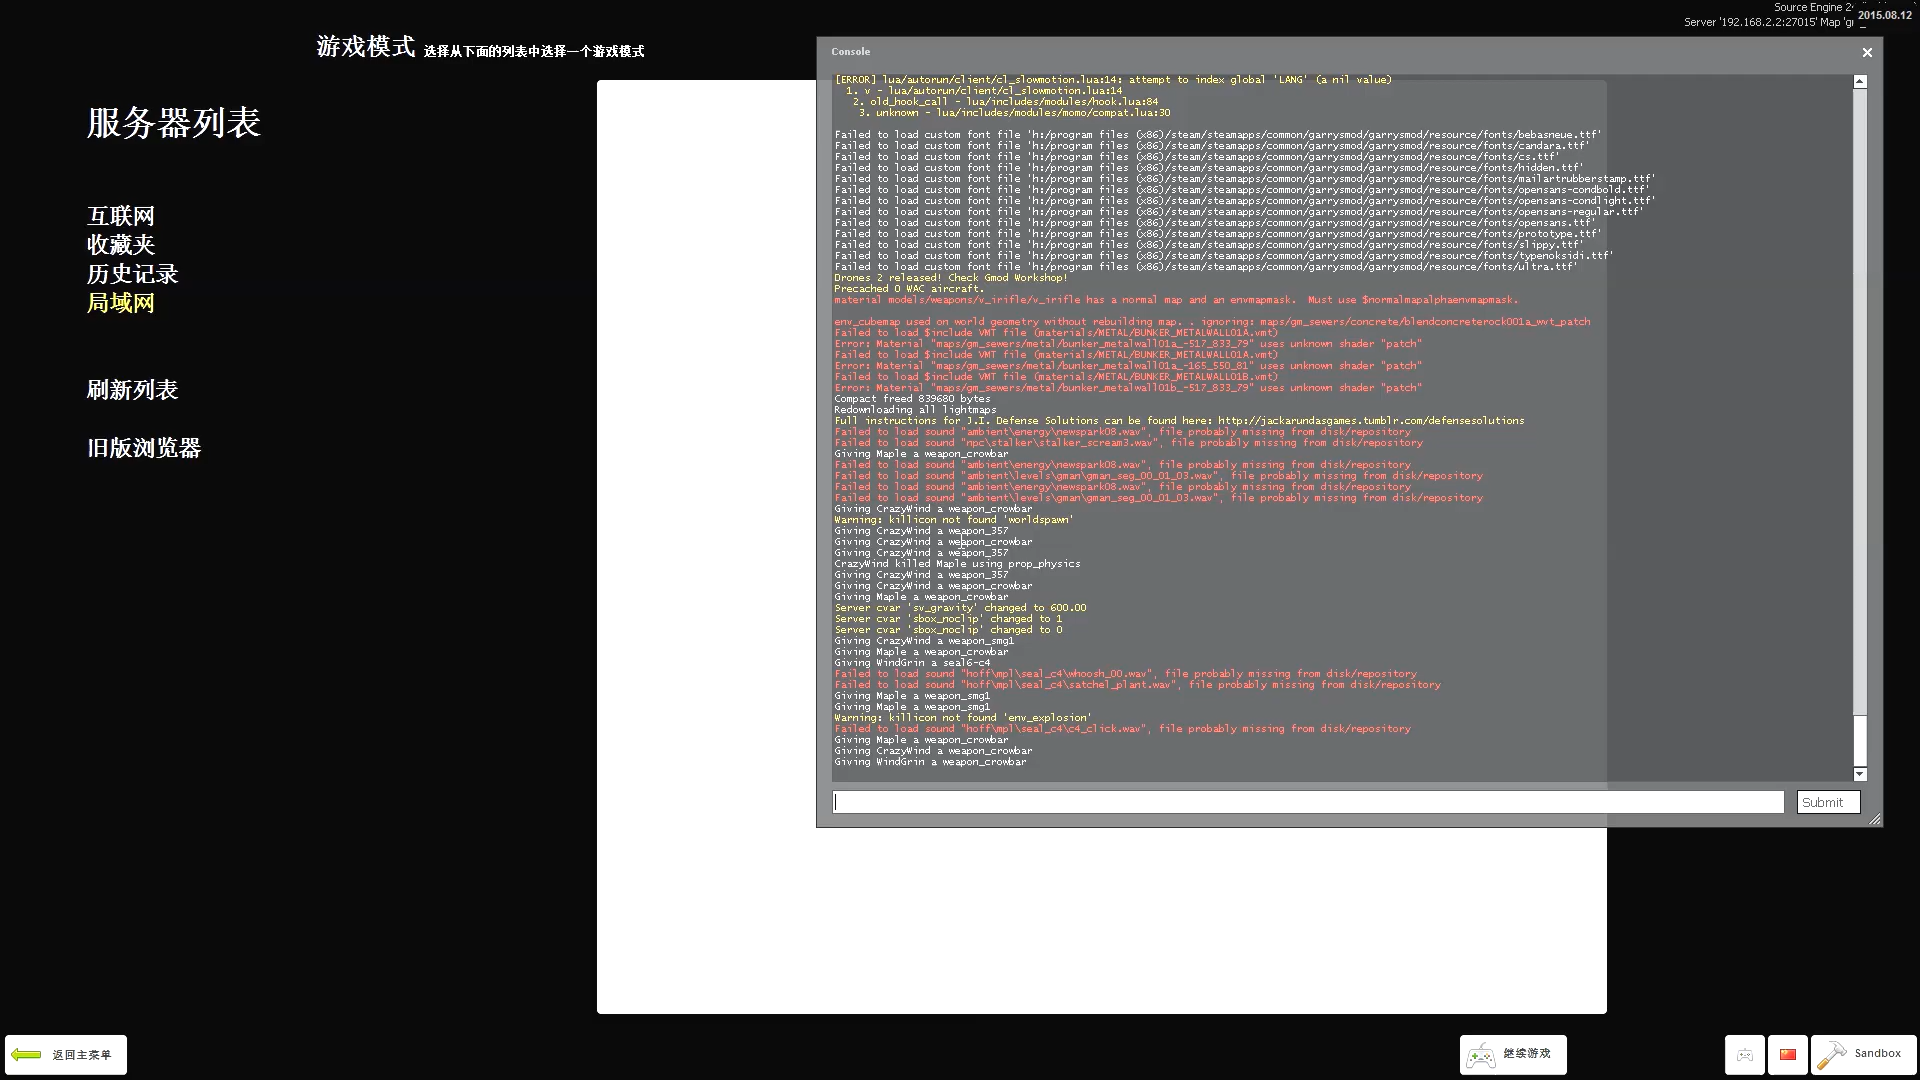 Source Engine 2
2015.08.12
Server '192.168.2.2:27015' Map 'g
游戏模式 选择从下面的列表中选择一个游戏模式
服务器列表
互联网
收藏夹
历史记录
局域网
刷新列表
旧版浏览器
Console
[ERROR] lua/autorun/client/cl_slowmotion.lua:14: attempt to index global 'LANG' (a nil value)
1. v - lua/autorun/client/cl_slowmotion.lua:14
2. old_hook_call - lua/includes/modules/hook.lua:84
3. unknown - lua/includes/modules/momo/compat.lua:30
Failed to load custom font file 'h:/program files (x86)/steam/steamapps/common/garrysmod/garrysmod/resource/fonts/bebasneue.ttf'
Failed to load custom font file 'h:/program files (x86)/steam/steamapps/common/garrysmod/garrysmod/resource/fonts/candara.ttf'
Failed to load custom font file 'h:/program files (x86)/steam/steamapps/common/garrysmod/garrysmod/resource/fonts/cs.ttf'
Failed to load custom font file 'h:/program files (x86)/steam/steamapps/common/garrysmod/garrysmod/resource/fonts/hidden.ttf'
Failed to load custom font file 'h:/program files (x86)/steam/steamapps/common/garrysmod/garrysmod/resource/fonts/mailartrubberstamp.ttf'
Failed to load custom font file 'h:/program files (x86)/steam/steamapps/common/garrysmod/garrysmod/resource/fonts/opensans-condbold.ttf'
Failed to load custom font file 'h:/program files (x86)/steam/steamapps/common/garrysmod/garrysmod/resource/fonts/opensans-condlight.ttf'
Failed to load custom font file 'h:/program files (x86)/steam/steamapps/common/garrysmod/garrysmod/resource/fonts/opensans-regular.ttf'
Failed to load custom font file 'h:/program files (x86)/steam/steamapps/common/garrysmod/garrysmod/resource/fonts/opensans.ttf'
Failed to load custom font file 'h:/program files (x86)/steam/steamapps/common/garrysmod/garrysmod/resource/fonts/prototype.ttf'
Failed to load custom font file 'h:/program files (x86)/steam/steamapps/common/garrysmod/garrysmod/resource/fonts/slippy.ttf'
Failed to load custom font file 'h:/program files (x86)/steam/steamapps/common/garrysmod/garrysmod/resource/fonts/typenoksidi.ttf'
Failed to load custom font file 'h:/program files (x86)/steam/steamapps/common/garrysmod/garrysmod/resource/fonts/ultra.ttf'
Drones 2 released! Check Gmod Workshop!
Precached 0 WAC aircraft.
material models/weapons/v_irifle/v_irifle has a normal map and an envmapmask.  Must use $normalmapalphaenvmapmask.
env_cubemap used on world geometry without rebuilding map. . ignoring: maps/gm_sewers/concrete/blendconcreterock001a_wvt_patch
Failed to load $include VMT file (materials/METAL/BUNKER_METALWALL01A.vmt)
Error: Material "maps/gm_sewers/metal/bunker_metalwall01a_-517_833_79" uses unknown shader "patch"
Failed to load $include VMT file (materials/METAL/BUNKER_METALWALL01A.vmt)
Error: Material "maps/gm_sewers/metal/bunker_metalwall01a_-165_550_81" uses unknown shader "patch"
Failed to load $include VMT file (materials/METAL/BUNKER_METALWALL01B.vmt)
Error: Material "maps/gm_sewers/metal/bunker_metalwall01b_-517_833_79" uses unknown shader "patch"
Compact freed 839680 bytes
Redownloading all lightmaps
Full instructions for J.I. Defense Solutions can be found here: http://jackarundasgames.tumblr.com/defensesolutions
Failed to load sound "ambient\energy\newspark08.wav", file probably missing from disk/repository
Failed to load sound "npc\stalker\stalker_scream3.wav", file probably missing from disk/repository
Giving Maple a weapon_crowbar
Failed to load sound "ambient\energy\newspark08.wav", file probably missing from disk/repository
Failed to load sound "ambient\levels\gman\gman_seg_00_01_03.wav", file probably missing from disk/repository
Failed to load sound "ambient\energy\newspark08.wav", file probably missing from disk/repository
Failed to load sound "ambient\levels\gman\gman_seg_00_01_03.wav", file probably missing from disk/repository
Giving CrazyWind a weapon_crowbar
Warning: killicon not found 'worldspawn'
Giving CrazyWind a weapon_357
Giving CrazyWind a weapon_crowbar
Giving CrazyWind a weapon_357
CrazyWind killed Maple using prop_physics
Giving CrazyWind a weapon_357
Giving CrazyWind a weapon_crowbar
Giving Maple a weapon_crowbar
Server cvar 'sv_gravity' changed to 600.00
Server cvar 'sbox_noclip' changed to 1
Server cvar 'sbox_noclip' changed to 0
Giving CrazyWind a weapon_smg1
Giving Maple a weapon_crowbar
Giving WindGrin a seal6-c4
Failed to load sound "hoff\mpl\seal_c4\whoosh_00.wav", file probably missing from disk/repository
Failed to load sound "hoff\mpl\seal_c4\satchel_plant.wav", file probably missing from disk/repository
Giving Maple a weapon_smg1
Giving Maple a weapon_smg1
Warning: killicon not found 'env_explosion'
Failed to load sound "hoff\mpl\seal_c4\c4_click.wav", file probably missing from disk/repository
Giving Maple a weapon_crowbar
Giving CrazyWind a weapon_crowbar
Giving WindGrin a weapon_crowbar
Submit
返回主菜单
继续游戏
Sandbox